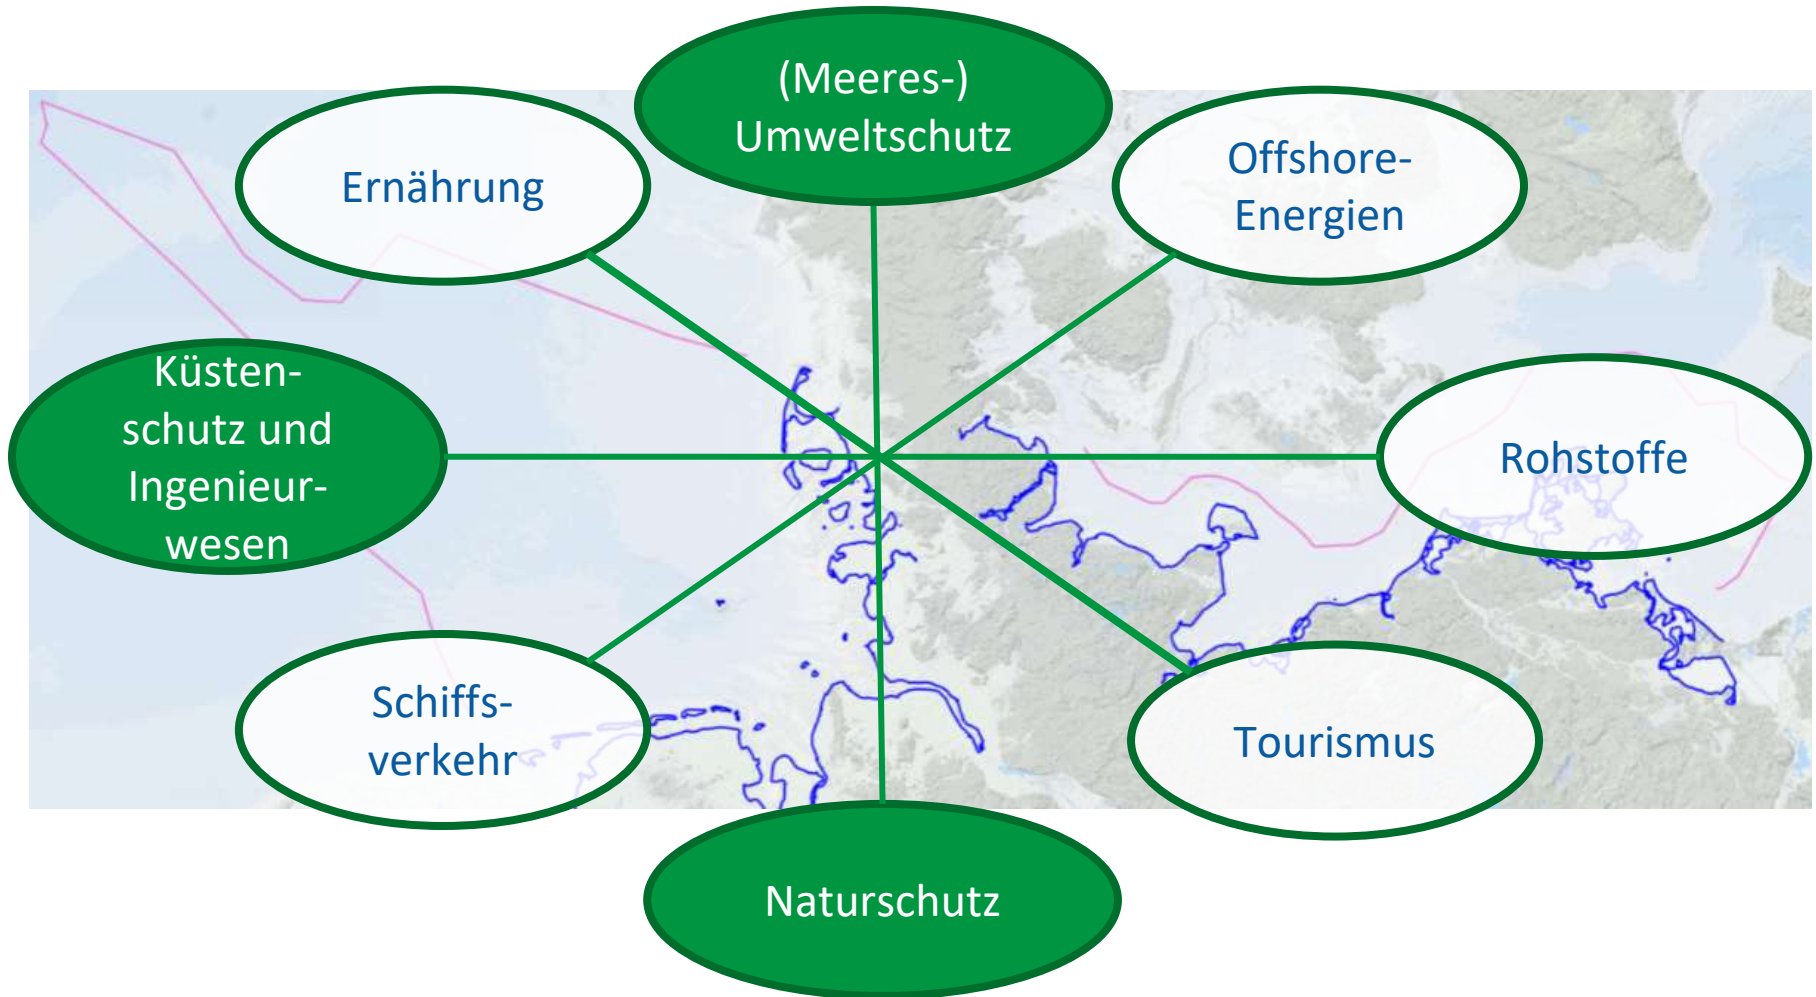 (Meeres-)
Umweltschutz
Ernährung
Offshore-
Energien
Küsten-
schutz und
Ingenieur-
wesen
Rohstoffe
Schiffs-
verkehr
Tourismus
Naturschutz